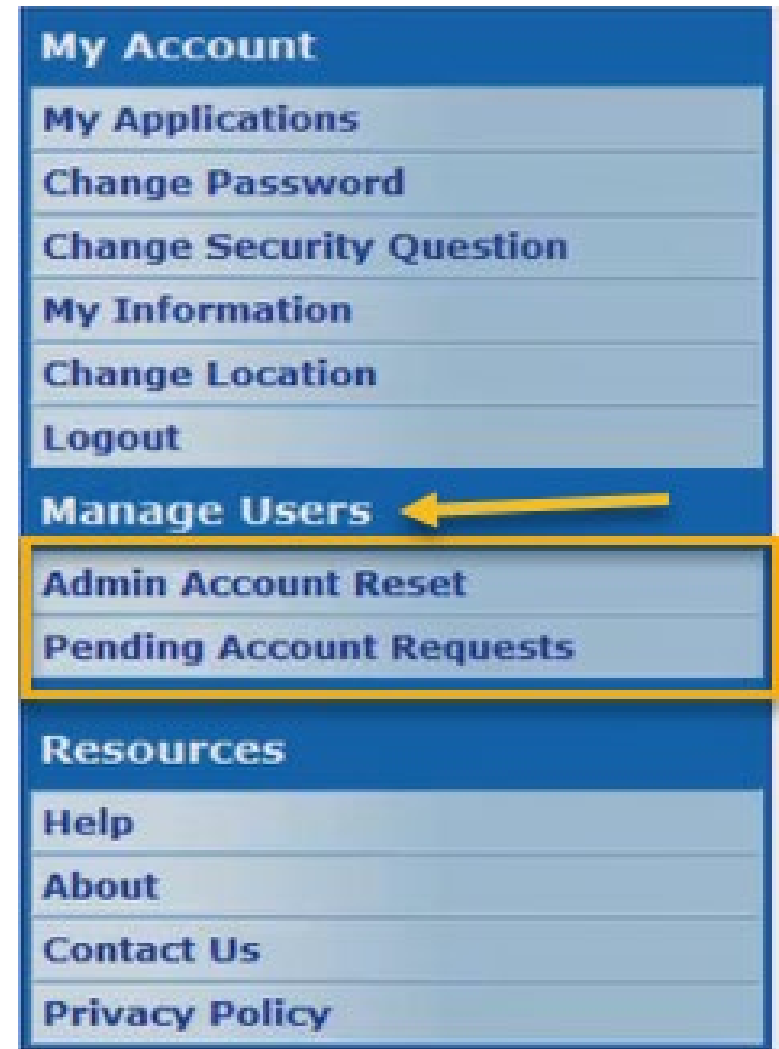 My Account
My Applications
Change Password
Change Security Question
My Information
Change Location
Logout
Manage Users
Admin Account Reset
Pending Account Requests
Resources
Help
About
Contact Us
Privacy Policy